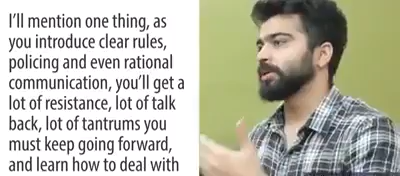 I'll mention one thing, as
you introduce clear rules,
policing and even rational
communication, you'll get a
lot of resistance, lot of talk
back, lot of tantrums you
must keep going forward,
and learn how to deal with